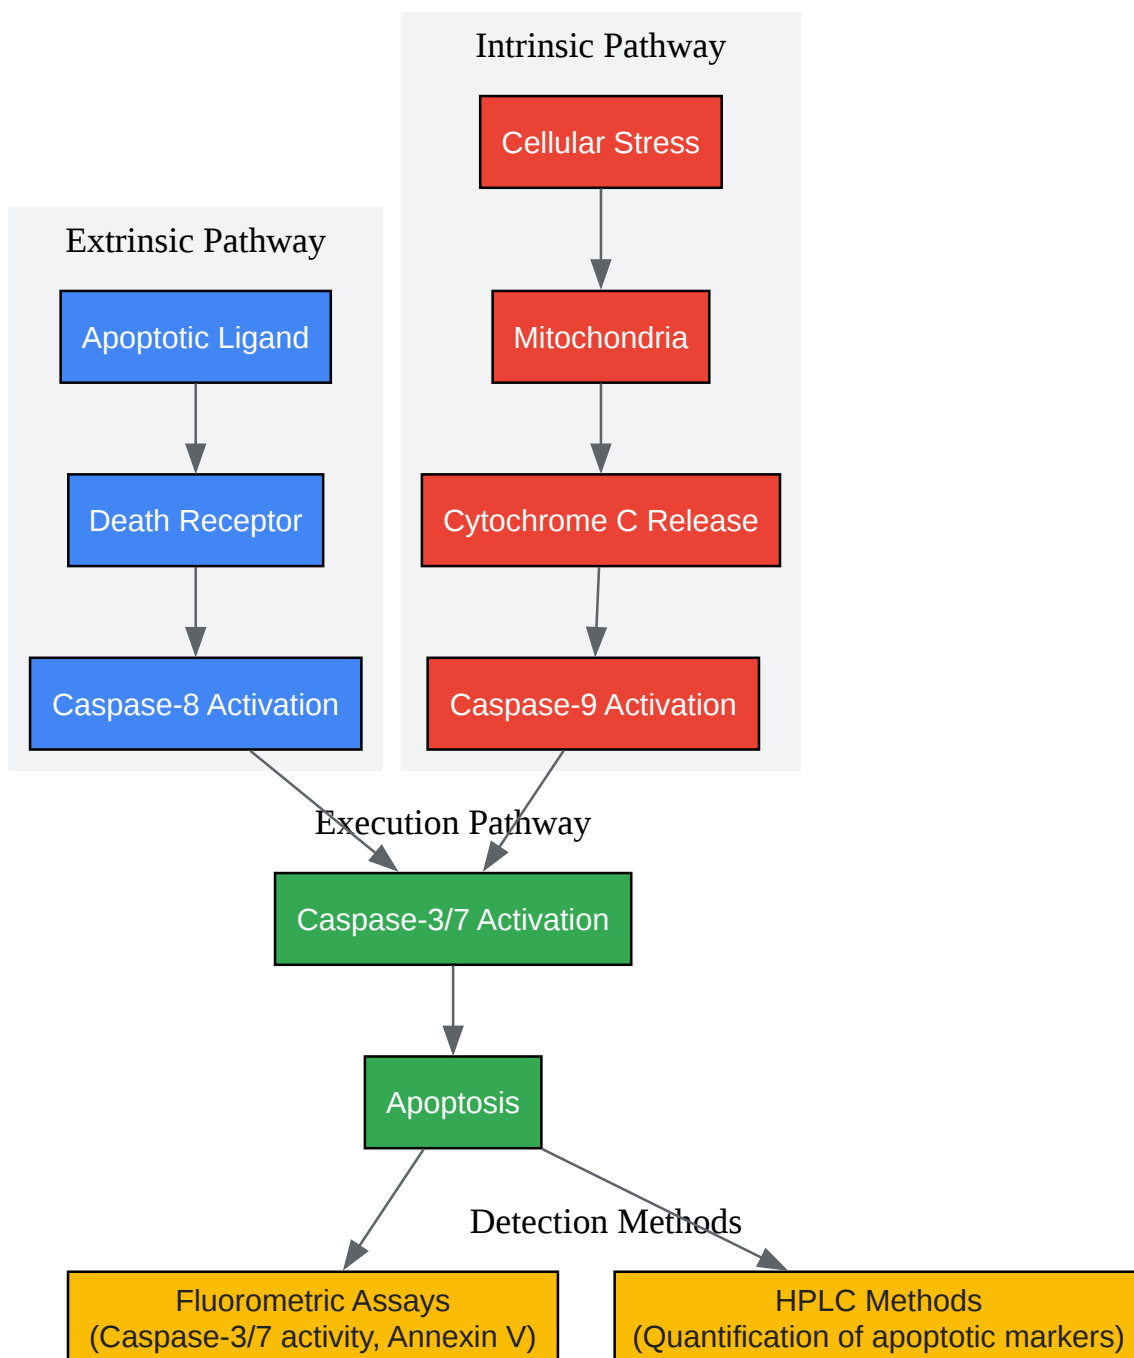 Intrinsic Pathway
Cellular Stress
Extrinsic Pathway
Apoptotic Ligand
Mitochondria
Death Receptor
Cytochrome C Release
Caspase-8 Activation
Caspase-9 Activation
Execution Pathway
Caspase-3/7 Activation
Apoptosis
Detection Methods
Fluorometric Assays
(Caspase-3/7 activity, Annexin V)
HPLC Methods
(Quantification of apoptotic markers)